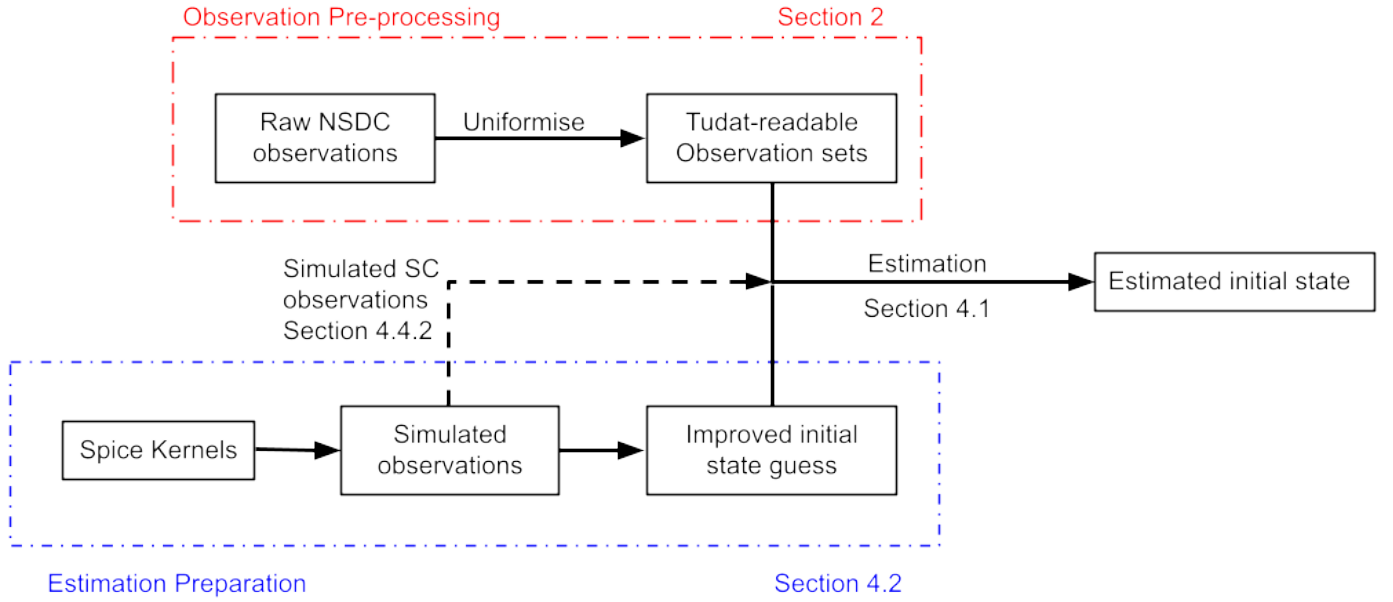 Observation Pre-processing
Section 2
Raw NSDC
observations
Uniformise
Tudat-readable
Observation sets
Simulated SC
observations
Section 4.4.2
Estimation
Section 4.1
Estimated initial state
Spice Kernels
Simulated
observations
Improved initial
state guess
Estimation Preparation
Section 4.2